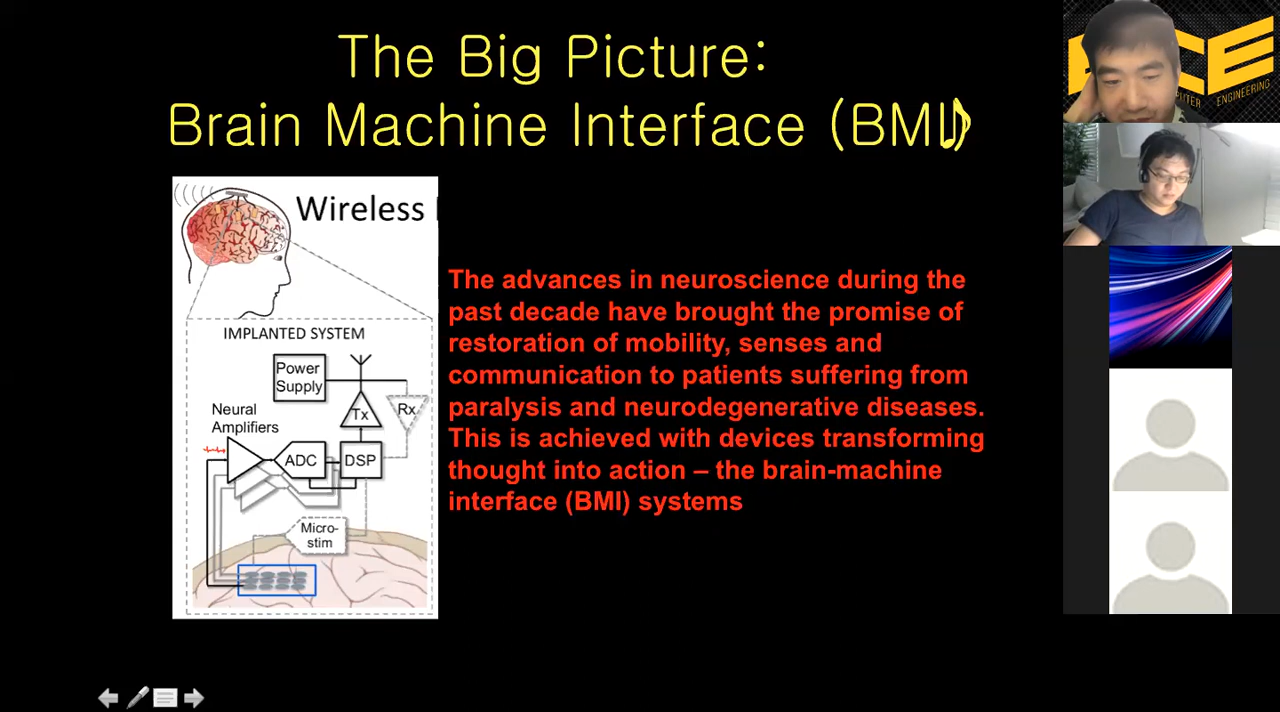 The Big Picture:
Brain Machine Interface (BMI)
Wireless
IMPLANTED SYSTEM
Power
Supply
Tx
Rx
Neural
Amplifiers
ADC
DSP
Micro-
stim
The advances in neuroscience during the
past decade have brought the promise of
restoration of mobility, senses and
communication to patients suffering from
paralysis and neurodegenerative diseases.
This is achieved with devices transforming
thought into action – the brain-machine
interface (BMI) systems
CE
ENGINEERING